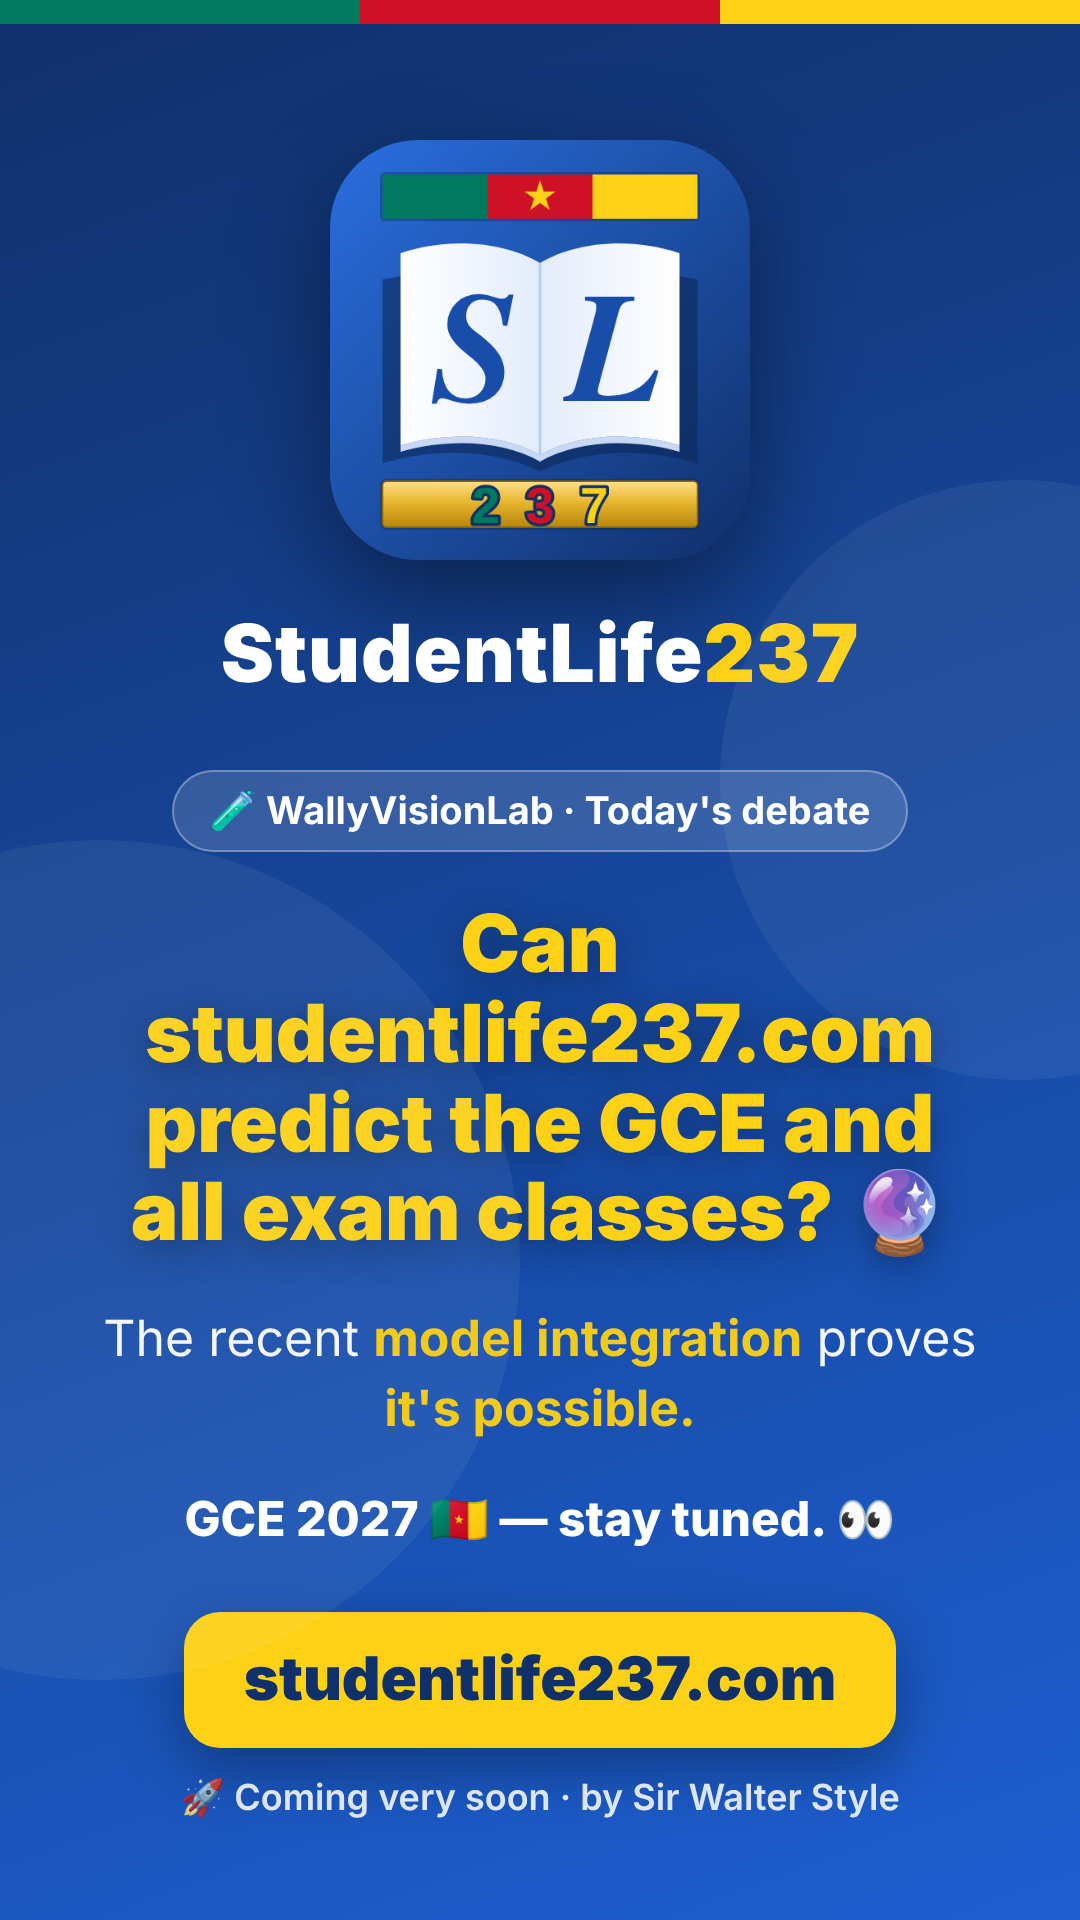 S L
2 3 7
StudentLife237
🧪 WallyVisionLab · Today's debate
Can
studentlife237.com
predict the GCE and
all exam classes? 🔮
The recent model integration proves
it's possible.
GCE 2027 🇨🇲 — stay tuned. 👀
studentlife237.com
🚀 Coming very soon · by Sir Walter Style